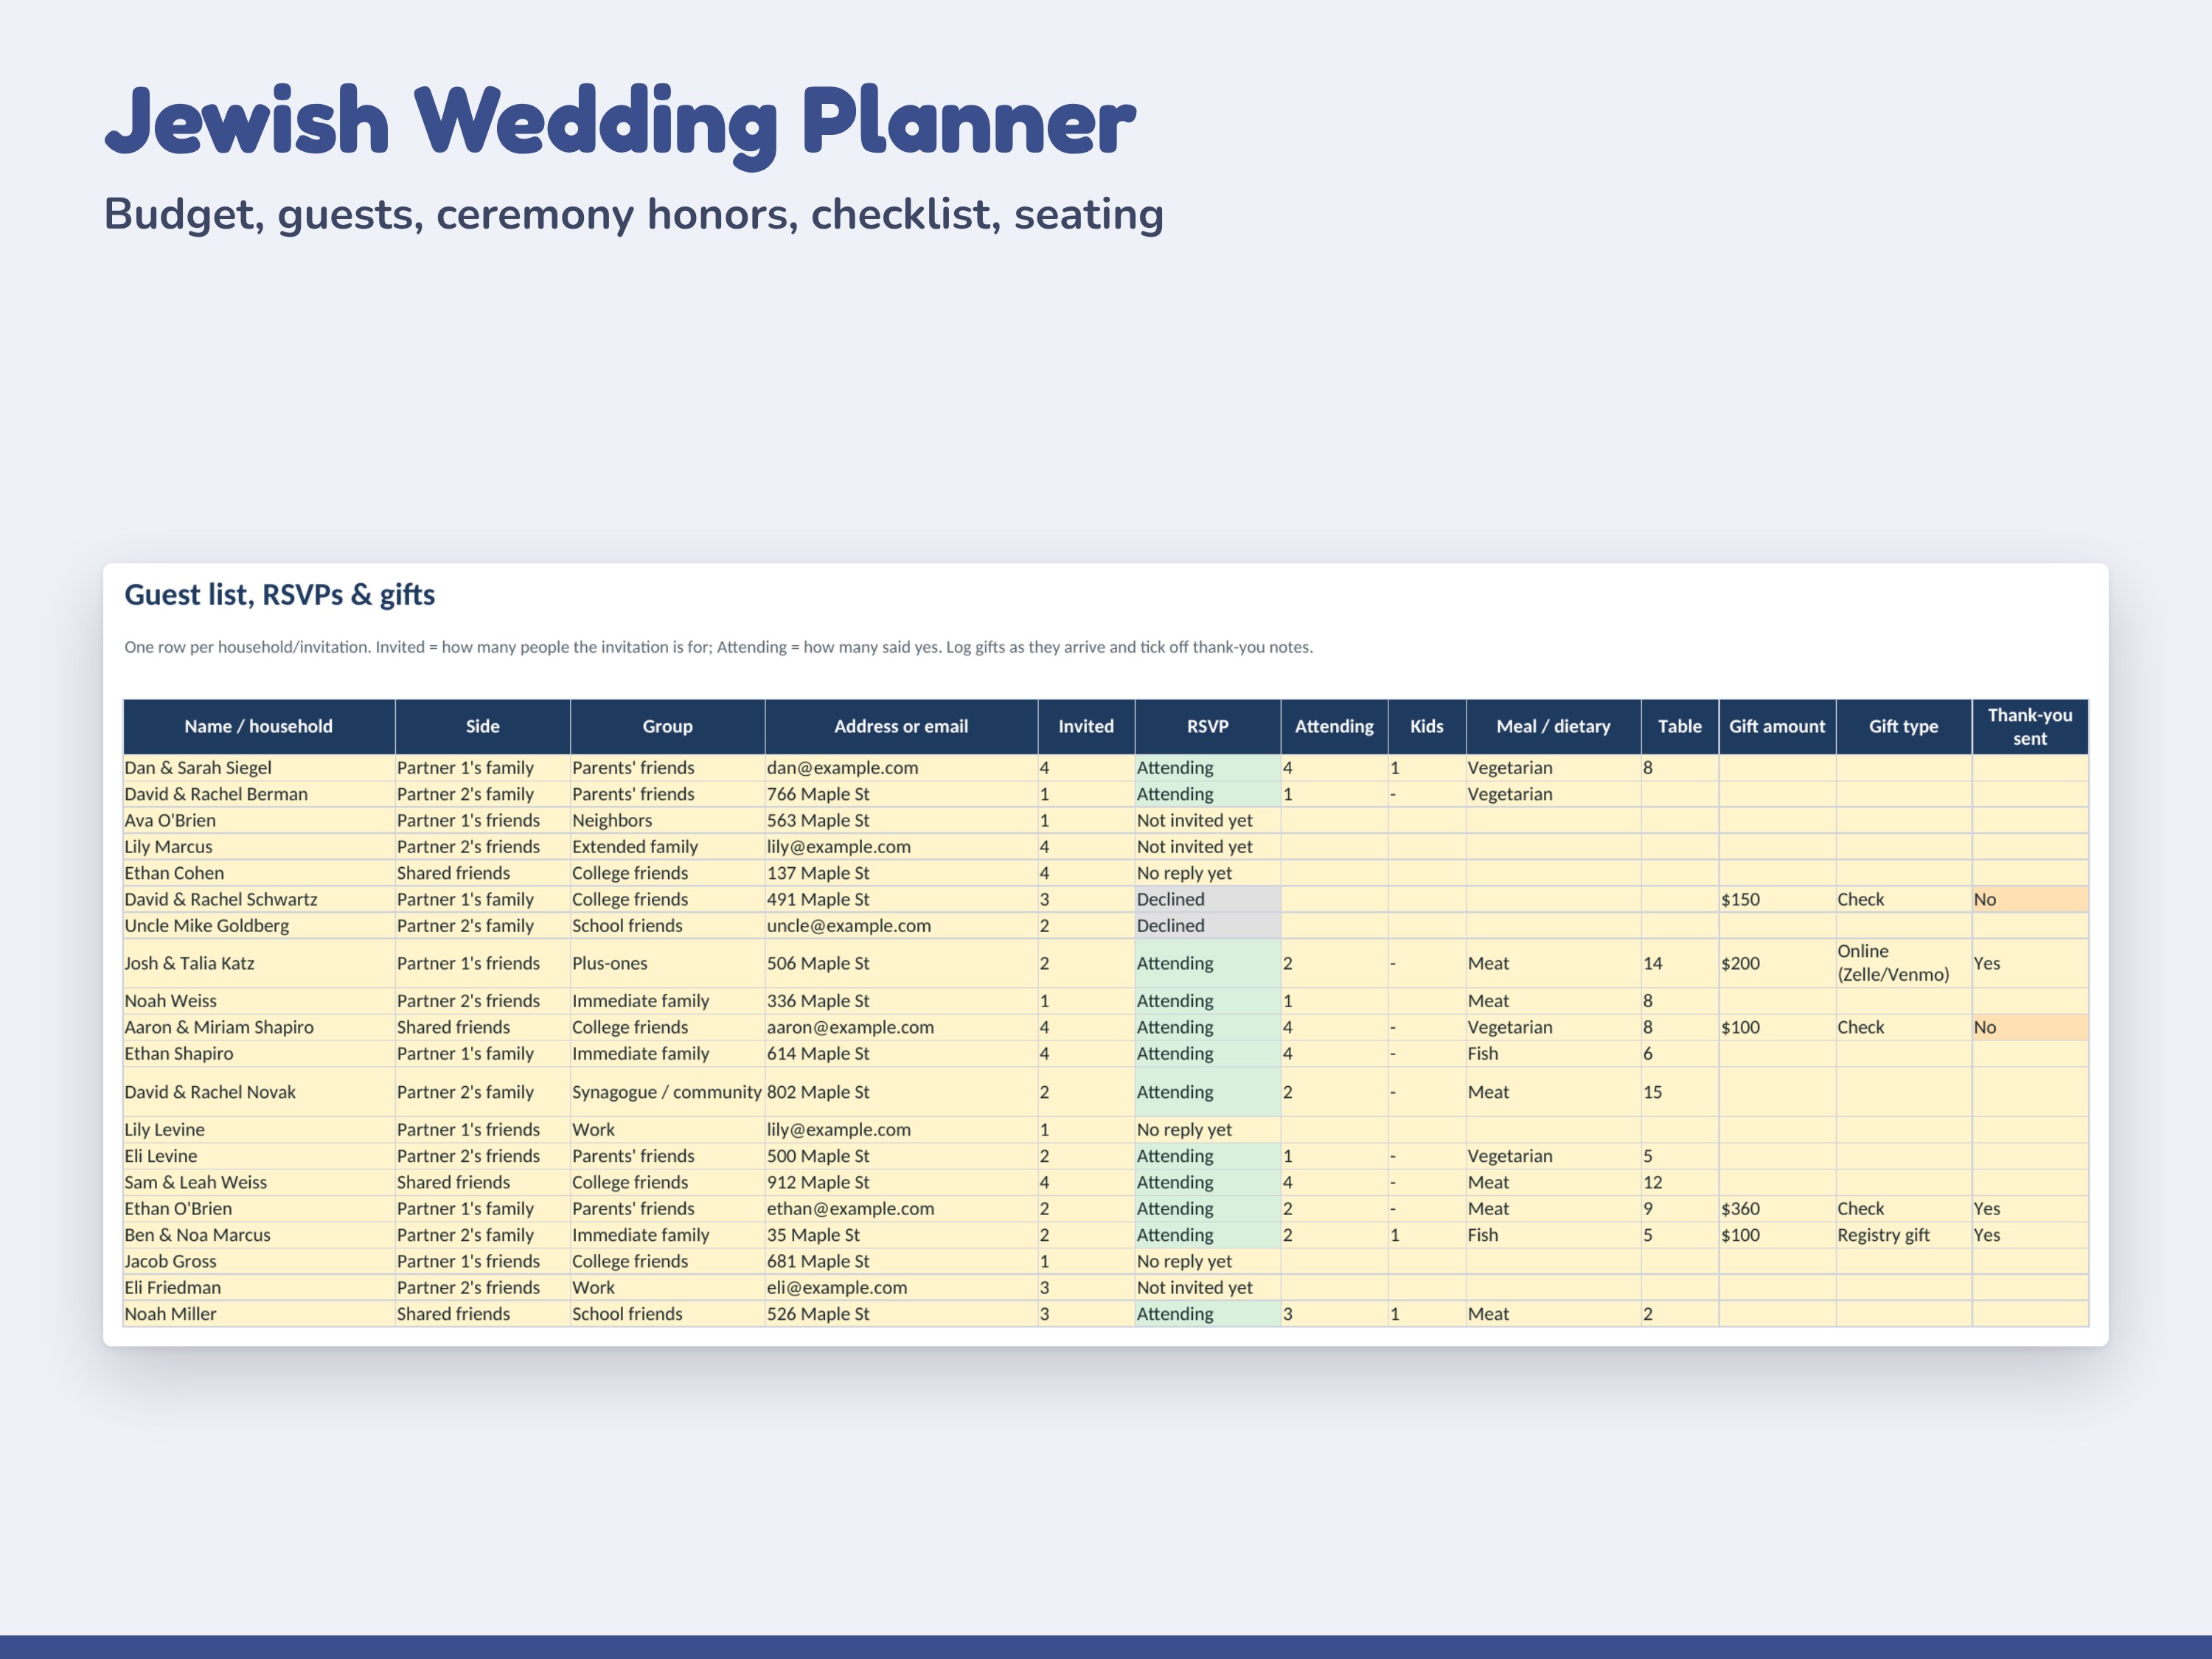 Jewish Wedding Planner
Budget, guests, ceremony honors, checklist, seating
Guest list, RSVPs & gifts
One row per household/invitation. Invited = how many people the invitation is for; Attending = how many said yes. Log gifts as they arrive and tick off thank-you notes.
Name / household Side Group Address or email Invited RSVP Attending Kids Meal / dietary Table Gift amount Gift type Thank-you sent
Dan & Sarah Siegel Partner 1's family Parents' friends dan@example.com 4 Attending 4 1 Vegetarian 8
David & Rachel Berman Partner 2's family Parents' friends 766 Maple St 1 Attending 1 - Vegetarian
Ava O'Brien Partner 1's friends Neighbors 563 Maple St 1 Not invited yet
Lily Marcus Partner 2's friends Extended family lily@example.com 4 Not invited yet
Ethan Cohen Shared friends College friends 137 Maple St 4 No reply yet
David & Rachel Schwartz Partner 1's family College friends 491 Maple St 3 Declined $150 Check No
Uncle Mike Goldberg Partner 2's family School friends uncle@example.com 2 Declined
Josh & Talia Katz Partner 1's friends Plus-ones 506 Maple St 2 Attending 2 - Meat 14 $200 Online (Zelle/Venmo) Yes
Noah Weiss Partner 2's friends Immediate family 336 Maple St 1 Attending 1 Meat 8
Aaron & Miriam Shapiro Shared friends College friends aaron@example.com 4 Attending 4 - Vegetarian 8 $100 Check No
Ethan Shapiro Partner 1's family Immediate family 614 Maple St 4 Attending 4 - Fish 6
David & Rachel Novak Partner 2's family Synagogue / community 802 Maple St 2 Attending 2 - Meat 15
Lily Levine Partner 1's friends Work lily@example.com 1 No reply yet
Eli Levine Partner 2's friends Parents' friends 500 Maple St 2 Attending 1 - Vegetarian 5
Sam & Leah Weiss Shared friends College friends 912 Maple St 4 Attending 4 - Meat 12
Ethan O'Brien Partner 1's family Parents' friends ethan@example.com 2 Attending 2 - Meat 9 $360 Check Yes
Ben & Noa Marcus Partner 2's family Immediate family 35 Maple St 2 Attending 2 1 Fish 5 $100 Registry gift Yes
Jacob Gross Partner 1's friends College friends 681 Maple St 1 No reply yet
Eli Friedman Partner 2's friends Work eli@example.com 3 Not invited yet
Noah Miller Shared friends School friends 526 Maple St 3 Attending 3 1 Meat 2